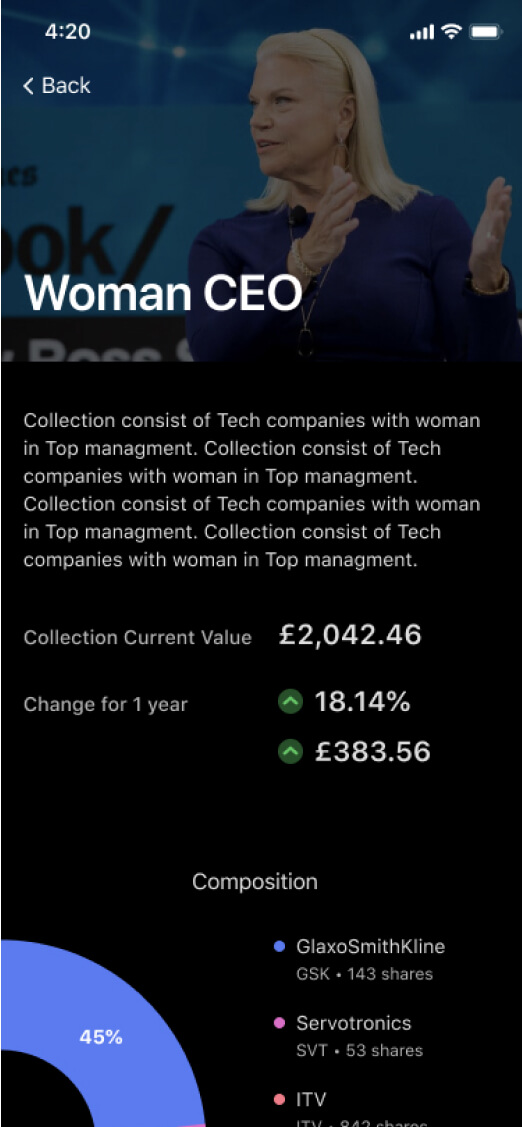 4:20
Back
es
ook/
Ross S
Woman CEO
Collection consist of Tech companies with woman
in Top managment. Collection consist of Tech
companies with woman in Top managment.
Collection consist of Tech companies with woman
in Top managment. Collection consist of Tech
companies with woman in Top managment.
Collection Current Value £2,042.46
Change for 1 year 18.14%
£383.56
Composition
GlaxoSmithKline
GSK • 143 shares
45%
Servotronics
SVT • 53 shares
ITV
ITV • 842 shares